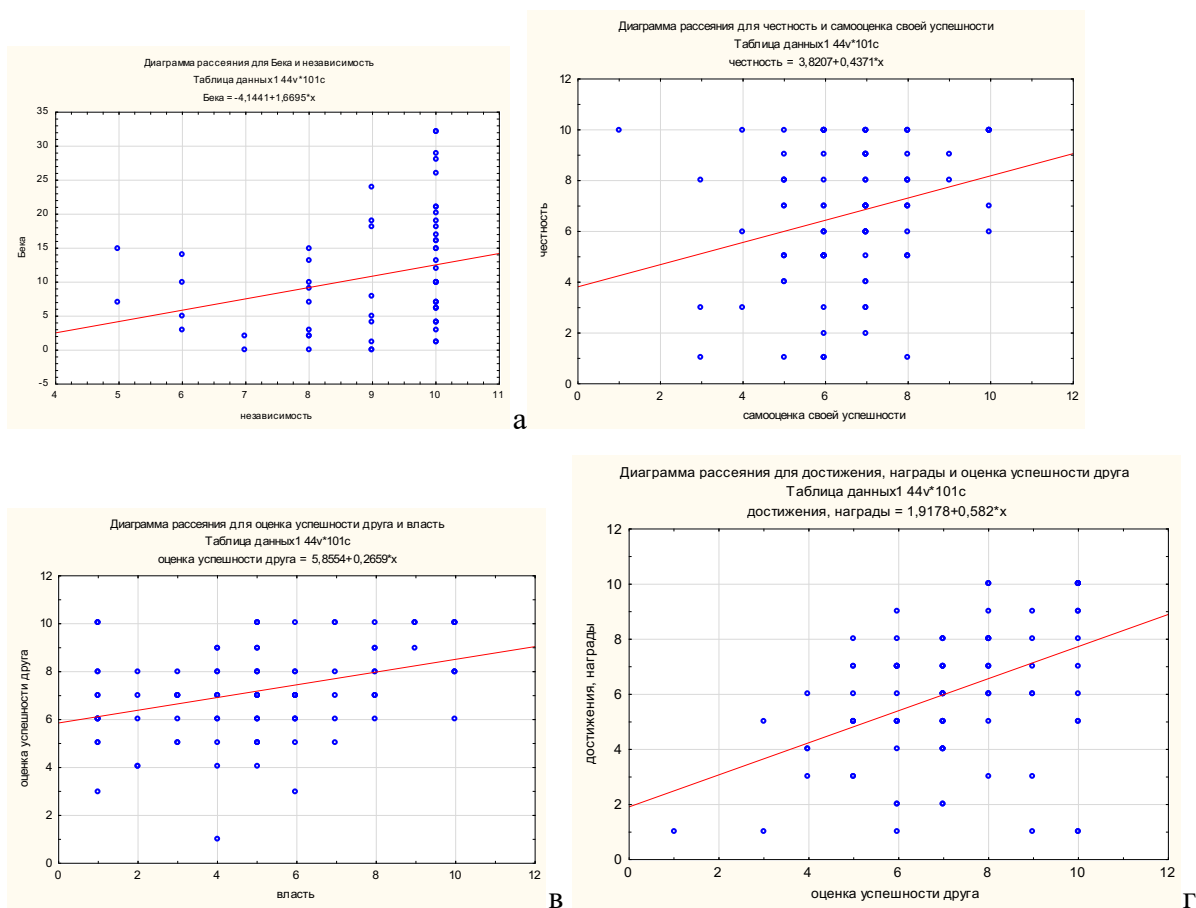 Диаграмма рассеяния для Бека и независимость
Таблица данных1 44v*101c
Бека = -4,1441+1,6695*x
35
30
25
20
15
10
5
0
-5
Бека
4 5 6 7 8 9 10 11
независимость
а
Диаграмма рассеяния для честность и самооценка своей успешности
Таблица данных1 44v*101c
честность = 3,8207+0,4371*x
12
10
8
6
4
2
0
честность
0 2 4 6 8 10 12
самооценка своей успешности
Диаграмма рассеяния для оценка успешности друга и власть
Таблица данных1 44v*101c
оценка успешности друга = 5,8554+0,2659*x
12
10
8
6
4
2
0
оценка успешности друга
0 2 4 6 8 10 12
власть
в
Диаграмма рассеяния для достижения, награды и оценка успешности друга
Таблица данных1 44v*101c
достижения, награды = 1,9178+0,582*x
12
10
8
6
4
2
0
достижения, награды
0 2 4 6 8 10 12
оценка успешности друга
г